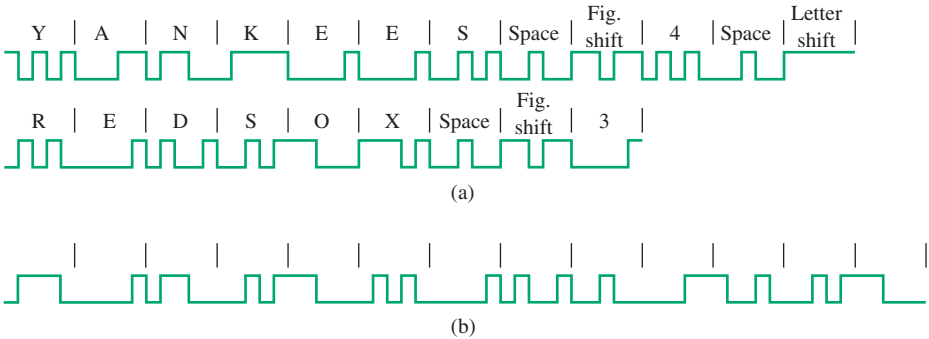 Y A N K E E S Space Fig. shift 4 Space Letter shift
R E D S O X Space Fig. shift 3
(a)
(b)